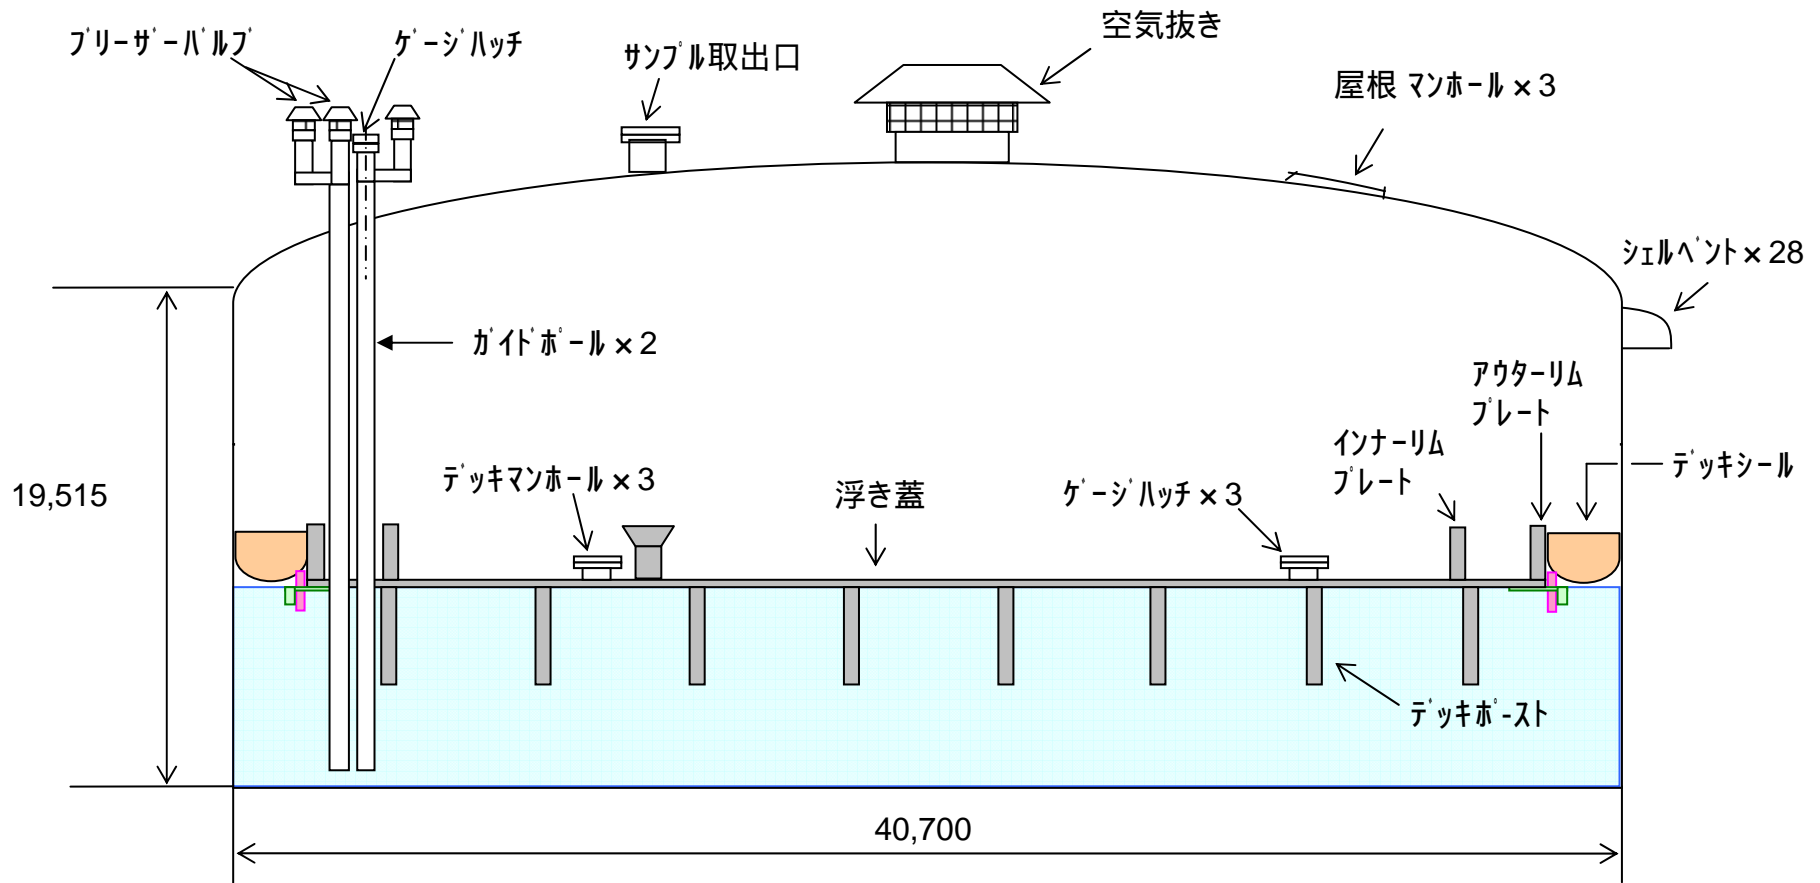 空気抜き
ブリーザーバルブ
ゲージハッチ
サンプル取出口
屋根 マンホール×3
シェルベント×28
ガイドポール×2
アウターリム
プレート
インナーリム
プレート
デッキシール
デッキマンホール×3
浮き蓋
ゲージハッチ×3
19,515
デッキポースト
40,700